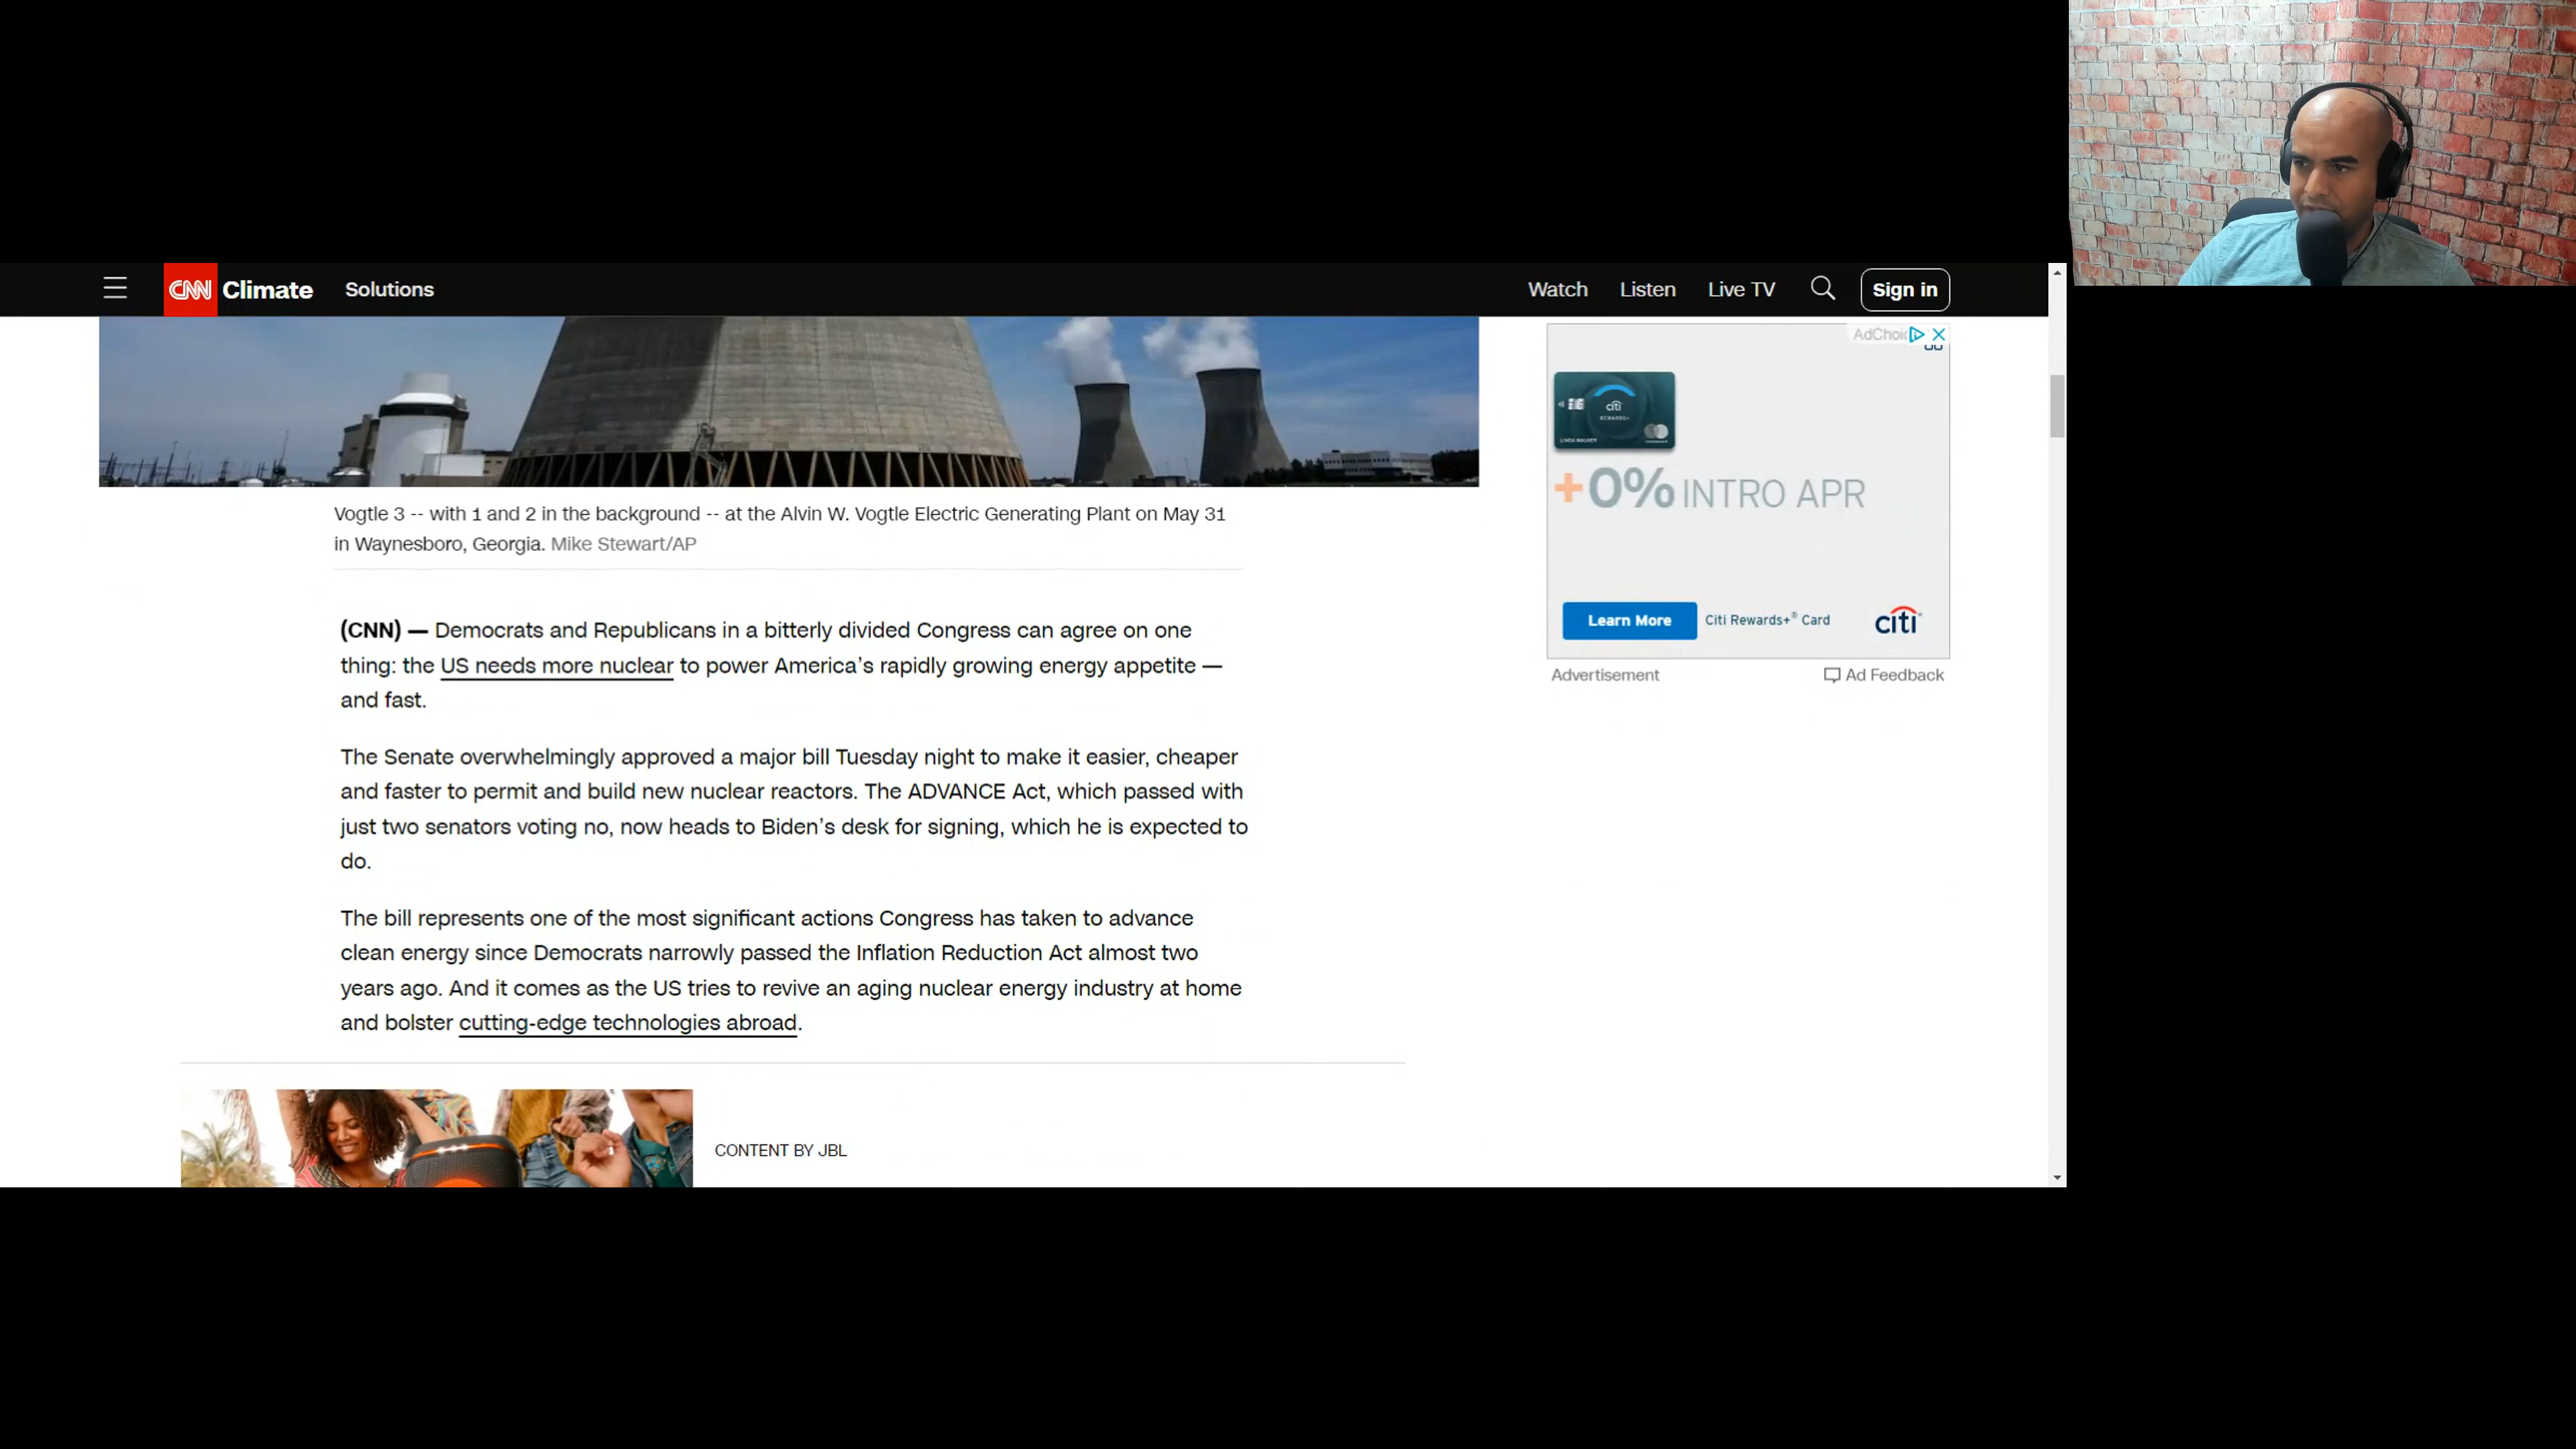 CNN Climate Solutions Watch Listen Live TV Sign in
AdChoi
citi
REWARDS+
LINDA WALKER
+0% INTRO APR
Learn More Citi Rewards+® Card citi
Advertisement Ad Feedback
Vogtle 3 -- with 1 and 2 in the background -- at the Alvin W. Vogtle Electric Generating Plant on May 31
in Waynesboro, Georgia. Mike Stewart/AP
(CNN) — Democrats and Republicans in a bitterly divided Congress can agree on one
thing: the US needs more nuclear to power America’s rapidly growing energy appetite —
and fast.
The Senate overwhelmingly approved a major bill Tuesday night to make it easier, cheaper
and faster to permit and build new nuclear reactors. The ADVANCE Act, which passed with
just two senators voting no, now heads to Biden’s desk for signing, which he is expected to
do.
The bill represents one of the most significant actions Congress has taken to advance
clean energy since Democrats narrowly passed the Inflation Reduction Act almost two
years ago. And it comes as the US tries to revive an aging nuclear energy industry at home
and bolster cutting-edge technologies abroad.
CONTENT BY JBL